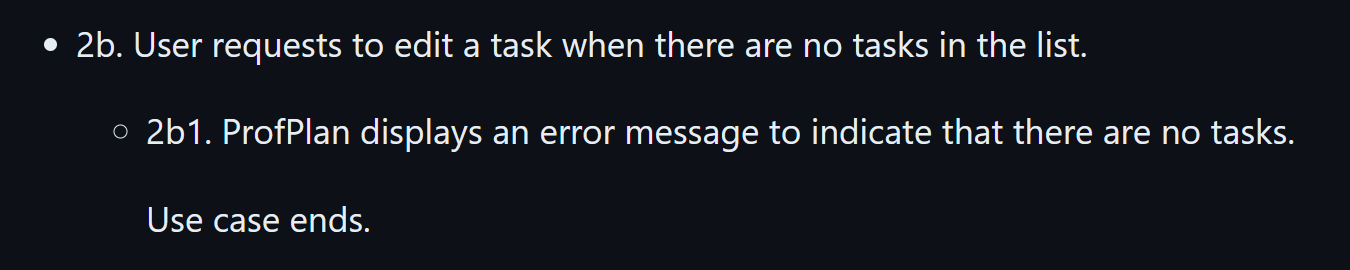 2b. User requests to edit a task when there are no tasks in the list.
2b1. ProfPlan displays an error message to indicate that there are no tasks.
Use case ends.